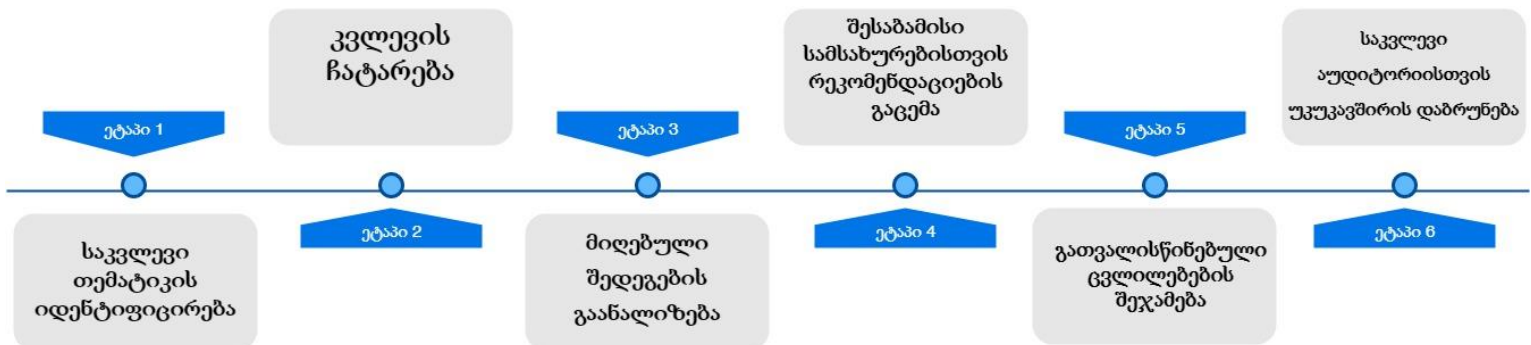 ეტაპი 1
საკვლევი
თემატიკის
იდენტიფიცირება
კვლევის
ჩატარება
ეტაპი 2
ეტაპი 3
მიღებული
შედეგების
გაანალიზება
შესაბამისი
სამსახურებისთვის
რეკომენდაციების
გაცემა
ეტაპი 4
ეტაპი 5
გათვალისწინებული
ცვლილებების
შეჯამება
საკვლევი
აუდიტორიისთვის
უკუკავშირის დაბრუნება
ეტაპი 6